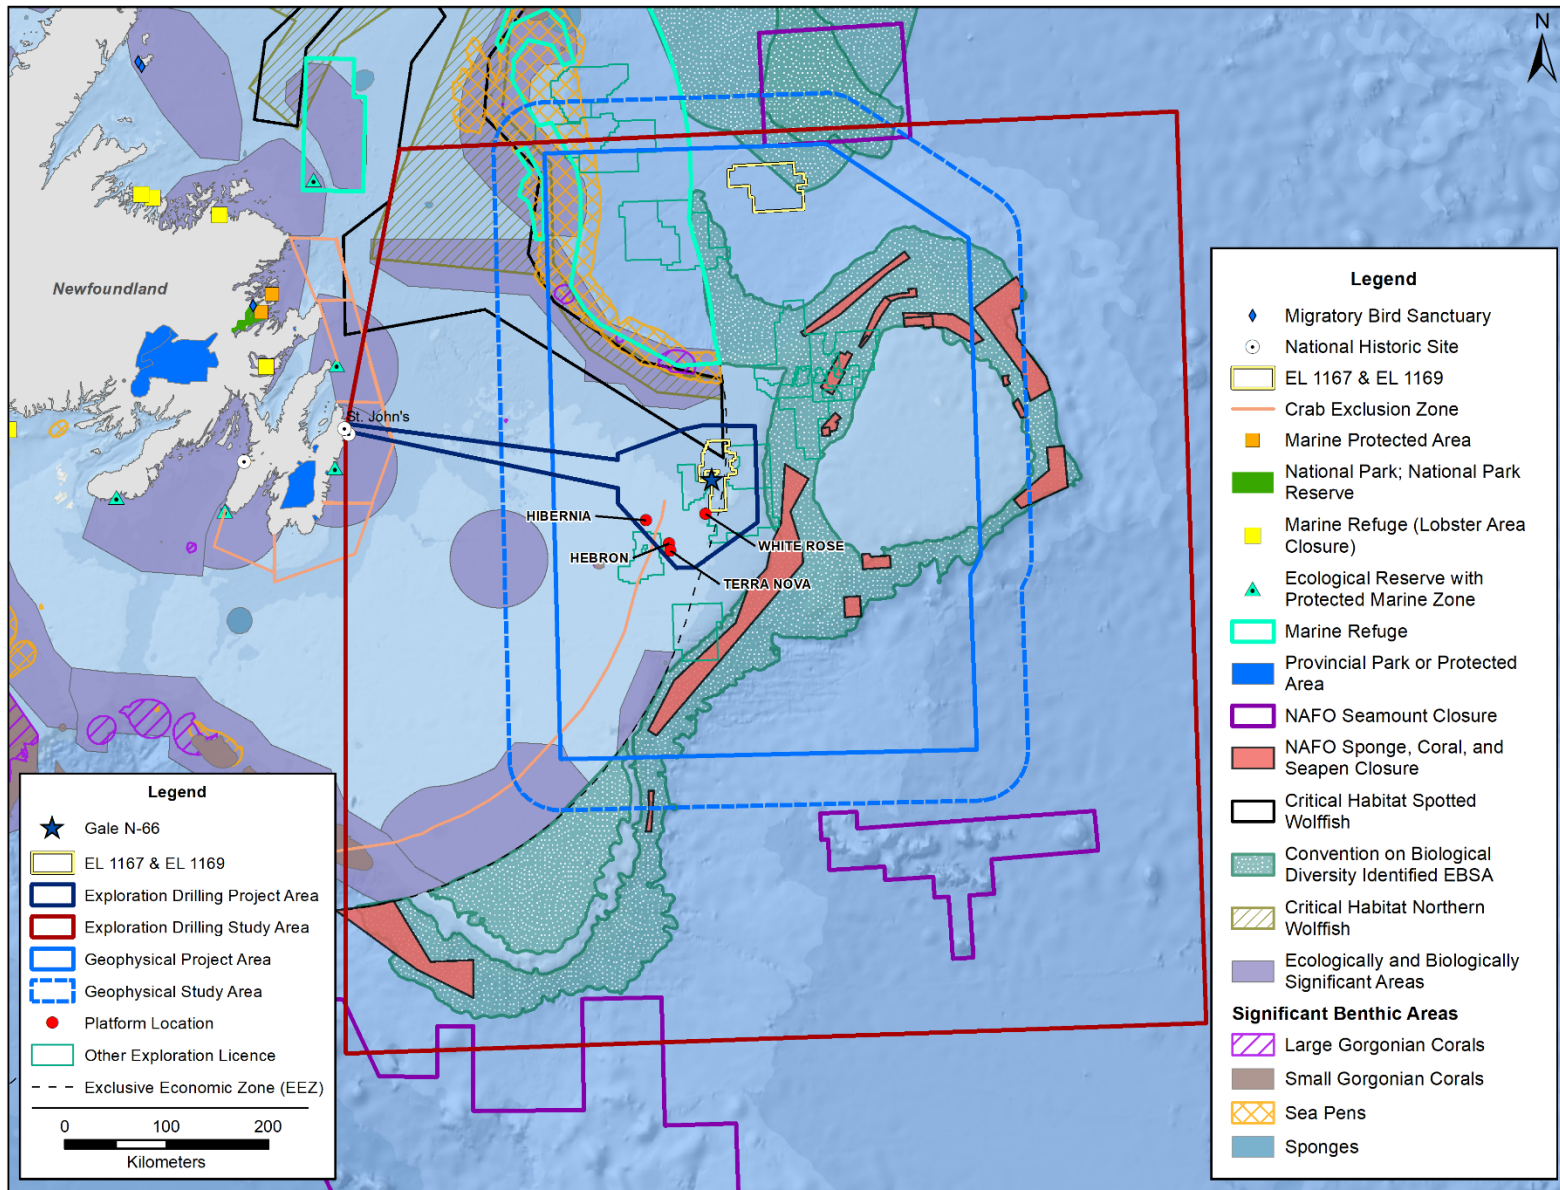 N
Newfoundland
St. John's
HIBERNIA
HEBRON
WHITE ROSE
TERRA NOVA
Legend
Gale N-66
EL 1167 & EL 1169
Exploration Drilling Project Area
Exploration Drilling Study Area
Geophysical Project Area
Geophysical Study Area
Platform Location
Other Exploration Licence
Exclusive Economic Zone (EEZ)
0 100 200
Kilometers
Legend
Migratory Bird Sanctuary
National Historic Site
EL 1167 & EL 1169
Crab Exclusion Zone
Marine Protected Area
National Park; National Park
Reserve
Marine Refuge (Lobster Area
Closure)
Ecological Reserve with
Protected Marine Zone
Marine Refuge
Provincial Park or Protected
Area
NAFO Seamount Closure
NAFO Sponge, Coral, and
Seapen Closure
Critical Habitat Spotted
Wolffish
Convention on Biological
Diversity Identified EBSA
Critical Habitat Northern
Wolffish
Ecologically and Biologically
Significant Areas
Significant Benthic Areas
Large Gorgonian Corals
Small Gorgonian Corals
Sea Pens
Sponges